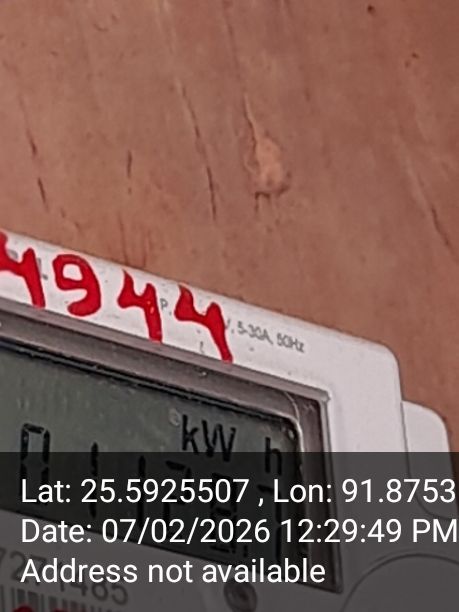 4944
V, 5-30A, 50Hz
kW h
Lat: 25.5925507 , Lon: 91.8753
Date: 07/02/2026 12:29:49 PM
Address not available